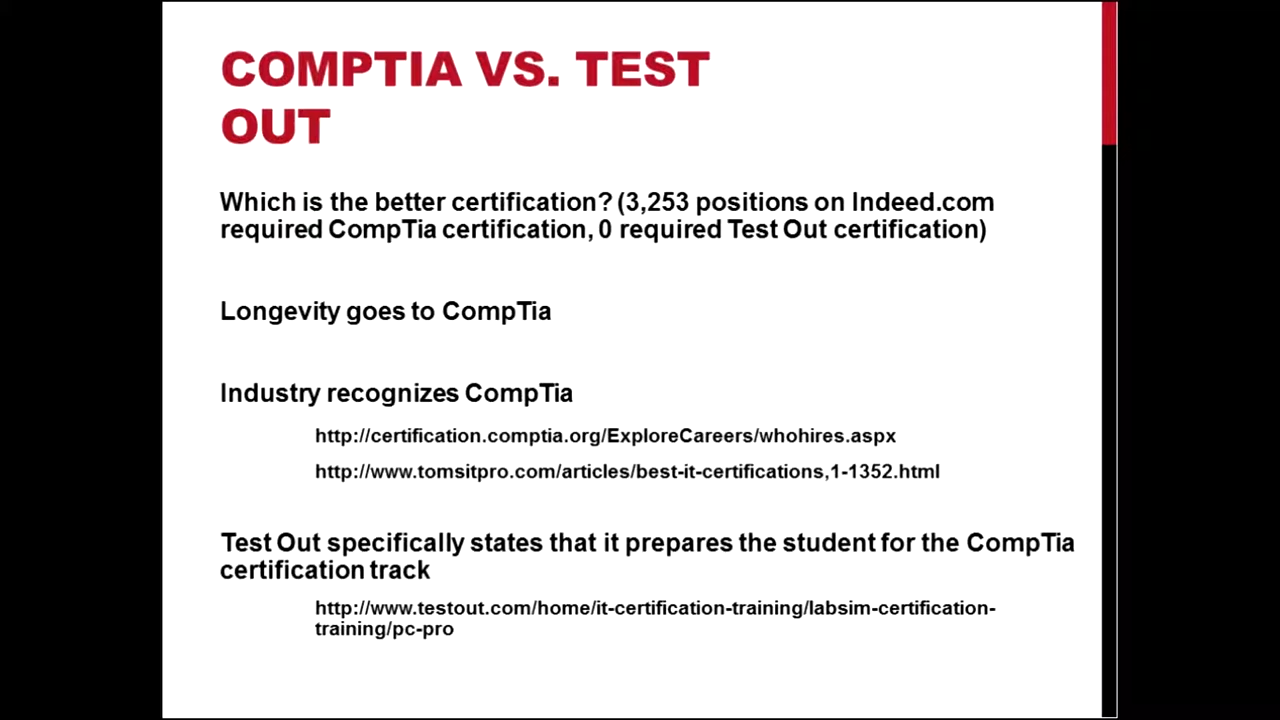 COMPTIA VS. TEST
OUT
Which is the better certification? (3,253 positions on Indeed.com
required CompTia certification, 0 required Test Out certification)
Longevity goes to CompTia
Industry recognizes CompTia
http://certification.comptia.org/ExploreCareers/whohires.aspx
http://www.tomsitpro.com/articles/best-it-certifications,1-1352.html
Test Out specifically states that it prepares the student for the CompTia
certification track
http://www.testout.com/home/it-certification-training/labsim-certification-
training/pc-pro